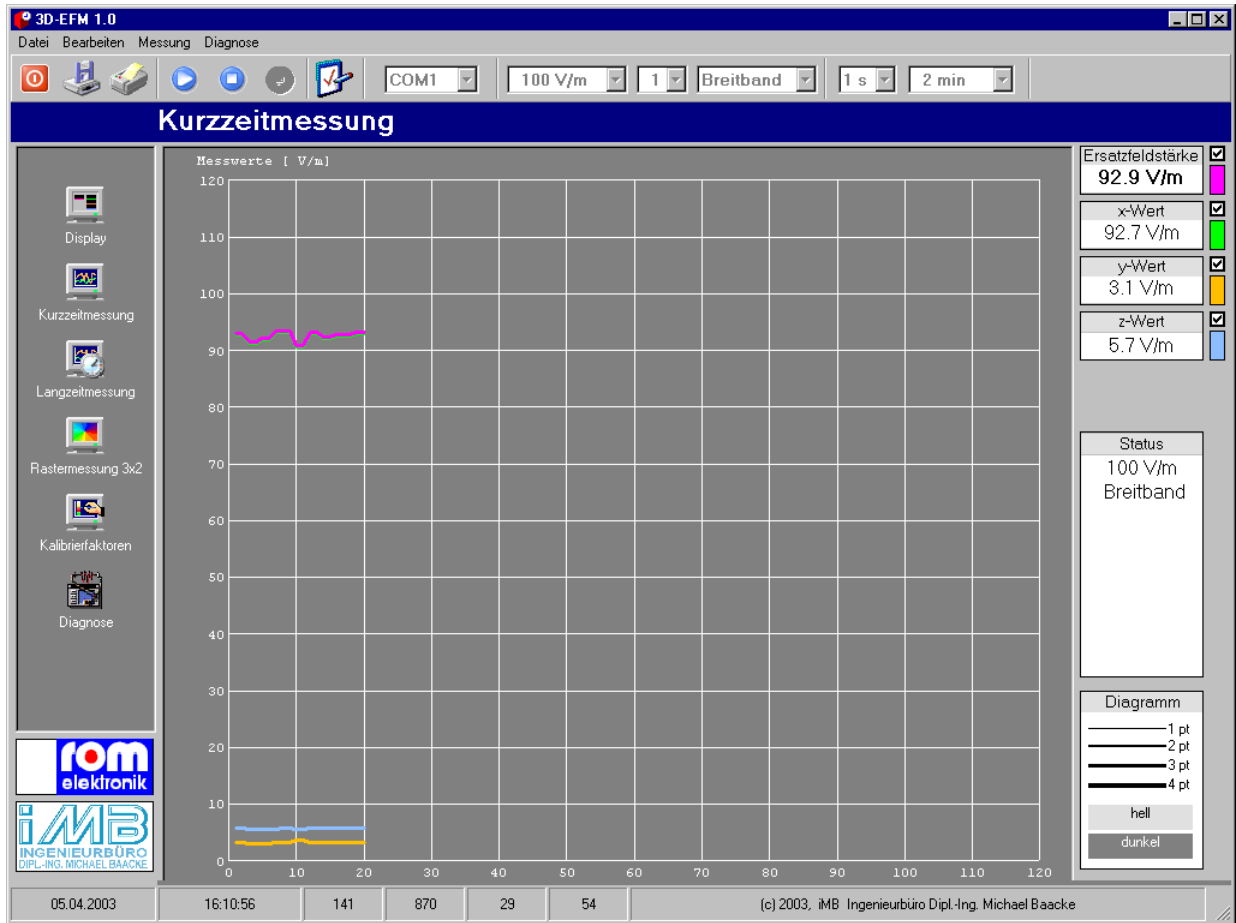 3D-EFM 1.0
Datei Bearbeiten Messung Diagnose
COM1 100 V/m 1 Breitband 1 s 2 min
Kurzzeitmessung
Display
Kurzzeitmessung
Langzeitmessung
Rastermessung 3x2
Kalibrierfaktoren
Diagnose
rom
elektronik
iMB
INGENIEURBÜRO
DIPL.-ING. MICHAEL BAACKE
Messwerte [ V/m]
120
110
100
90
80
70
60
50
40
30
20
10
0
0 10 20 30 40 50 60 70 80 90 100 110 120
Ersatzfeldstärke
92.9 V/m
x-Wert
92.7 V/m
y-Wert
3.1 V/m
z-Wert
5.7 V/m
Status
100 V/m
Breitband
Diagramm
1 pt
2 pt
3 pt
4 pt
hell
dunkel
05.04.2003 16:10:56 141 870 29 54 (c) 2003, iMB Ingenieurbüro Dipl.-Ing. Michael Baacke